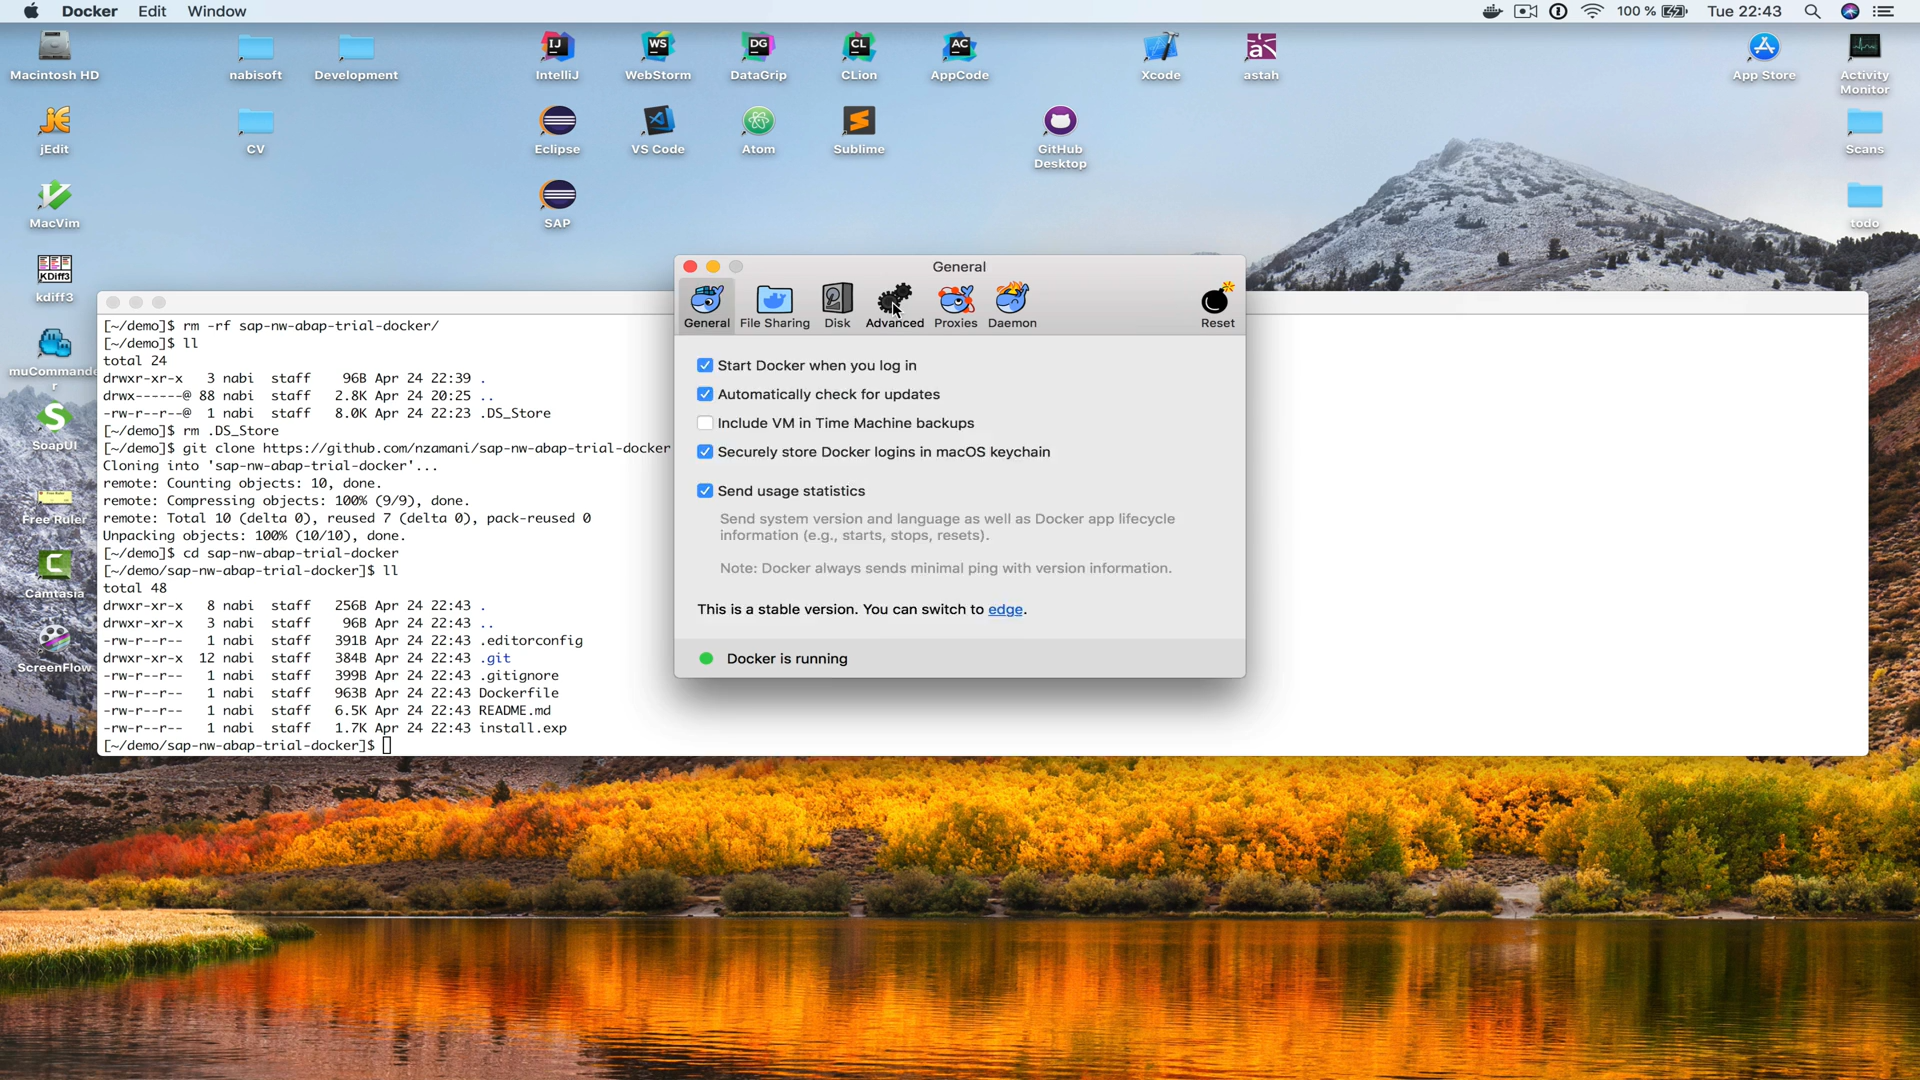 Docker Edit Window
100 % Tue 22:43
Macintosh HD
nabisoft
Development
IJ
IntelliJ
WS
WebStorm
DG
DataGrip
CL
CLion
AC
AppCode
Xcode
astah
App Store
Activity
Monitor
jEdit
CV
Eclipse
VS Code
Atom
Sublime
GitHub
Desktop
Scans
MacVim
SAP
todo
KDiff3
kdiff3
muCommande
r
SoapUI
Free Ruler
Camtasia
ScreenFlow
[~/demo]$ rm -rf sap-nw-abap-trial-docker/
[~/demo]$ ll
total 24
drwxr-xr-x 3 nabi staff 96B Apr 24 22:39 .
drwx------@ 88 nabi staff 2.8K Apr 24 20:25 ..
-rw-r--r--@ 1 nabi staff 8.0K Apr 24 22:23 .DS_Store
[~/demo]$ rm .DS_Store
[~/demo]$ git clone https://github.com/nzamani/sap-nw-abap-trial-docker
Cloning into 'sap-nw-abap-trial-docker'...
remote: Counting objects: 10, done.
remote: Compressing objects: 100% (9/9), done.
remote: Total 10 (delta 0), reused 7 (delta 0), pack-reused 0
Unpacking objects: 100% (10/10), done.
[~/demo]$ cd sap-nw-abap-trial-docker
[~/demo/sap-nw-abap-trial-docker]$ ll
total 48
drwxr-xr-x 8 nabi staff 256B Apr 24 22:43 .
drwxr-xr-x 3 nabi staff 96B Apr 24 22:43 ..
-rw-r--r-- 1 nabi staff 391B Apr 24 22:43 .editorconfig
drwxr-xr-x 12 nabi staff 384B Apr 24 22:43 .git
-rw-r--r-- 1 nabi staff 399B Apr 24 22:43 .gitignore
-rw-r--r-- 1 nabi staff 963B Apr 24 22:43 Dockerfile
-rw-r--r-- 1 nabi staff 6.5K Apr 24 22:43 README.md
-rw-r--r-- 1 nabi staff 1.7K Apr 24 22:43 install.exp
[~/demo/sap-nw-abap-trial-docker]$
General
General File Sharing Disk Advanced Proxies Daemon Reset
Start Docker when you log in
Automatically check for updates
Include VM in Time Machine backups
Securely store Docker logins in macOS keychain
Send usage statistics
Send system version and language as well as Docker app lifecycle
information (e.g., starts, stops, resets).
Note: Docker always sends minimal ping with version information.
This is a stable version. You can switch to edge.
Docker is running